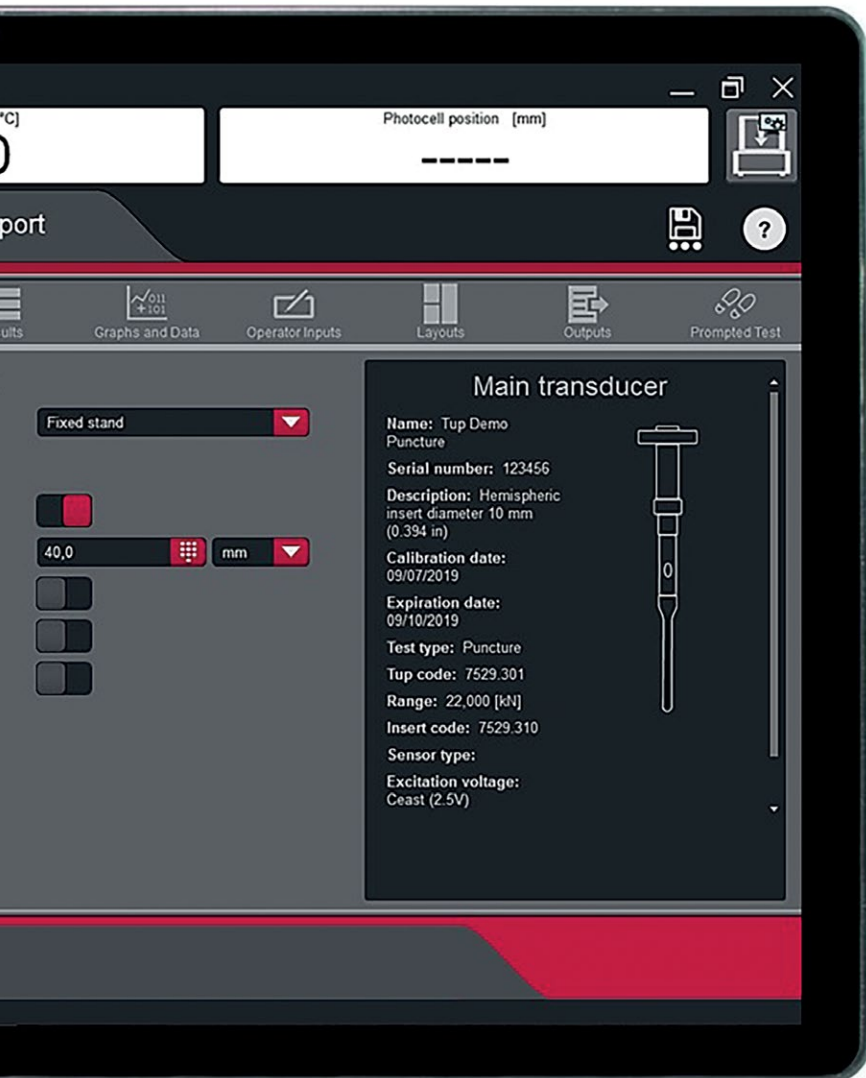 °C]
Photocell position [mm]
-----
port
?
ults
011
+101
Graphs and Data
Operator Inputs
Layouts
Outputs
Prompted Test
Main transducer
Fixed stand
Name: Tup Demo
Puncture
Serial number: 123456
Description: Hemispheric
insert diameter 10 mm
(0.394 in)
40,0
mm
Calibration date:
09/07/2019
Expiration date:
09/10/2019
Test type: Puncture
Tup code: 7529.301
Range: 22,000 [kN]
Insert code: 7529.310
Sensor type:
Excitation voltage:
Ceast (2.5V)